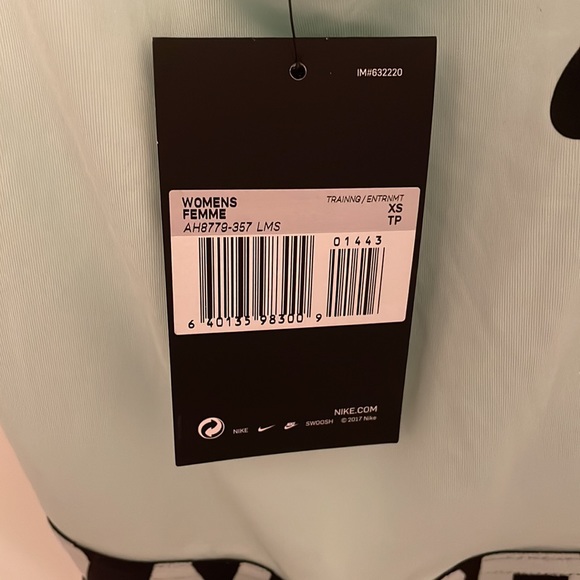 IM#632220
WOMENS
FEMME
TRAINNG / ENTRNMT
XS
TP
AH8779-357 LMS
01443
6 40135 98300 9
NIKE.COM
NIKE SWOOSH © 2017 Nike